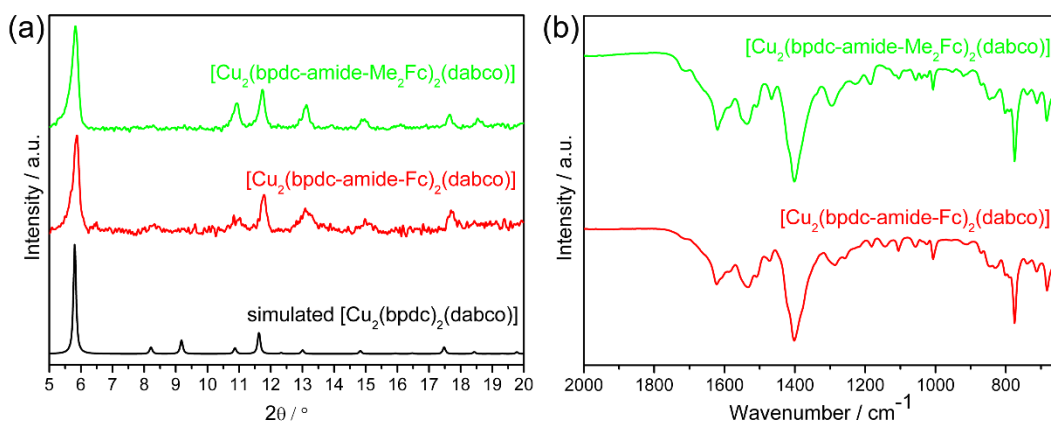 (a)
Intensity / a.u.
[Cu₂(bpdc-amide-Me₂Fc)₂(dabco)]
[Cu₂(bpdc-amide-Fc)₂(dabco)]
simulated [Cu₂(bpdc)₂(dabco)]
5 6 7 8 9 10 11 12 13 14 15 16 17 18 19 20
2θ / °
(b)
Intensity / a.u.
[Cu₂(bpdc-amide-Me₂Fc)₂(dabco)]
[Cu₂(bpdc-amide-Fc)₂(dabco)]
2000 1800 1600 1400 1200 1000 800
Wavenumber / cm⁻¹